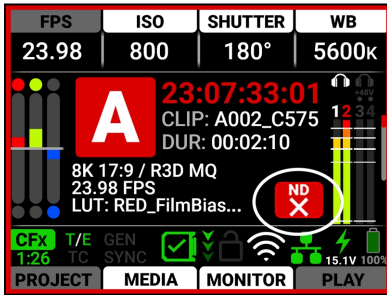 FPS ISO SHUTTER WB
23.98 800 180° 5600K
A
23:07:33:01
CLIP: A002_C575
DUR: 00:02:10
+48V
1 2 3 4
8K 17:9 / R3D MQ
23.98 FPS
LUT: RED_FilmBias...
ND
CFx T/E GEN
1:26 TC SYNC
15.1V 100%
PROJECT MEDIA MONITOR PLAY